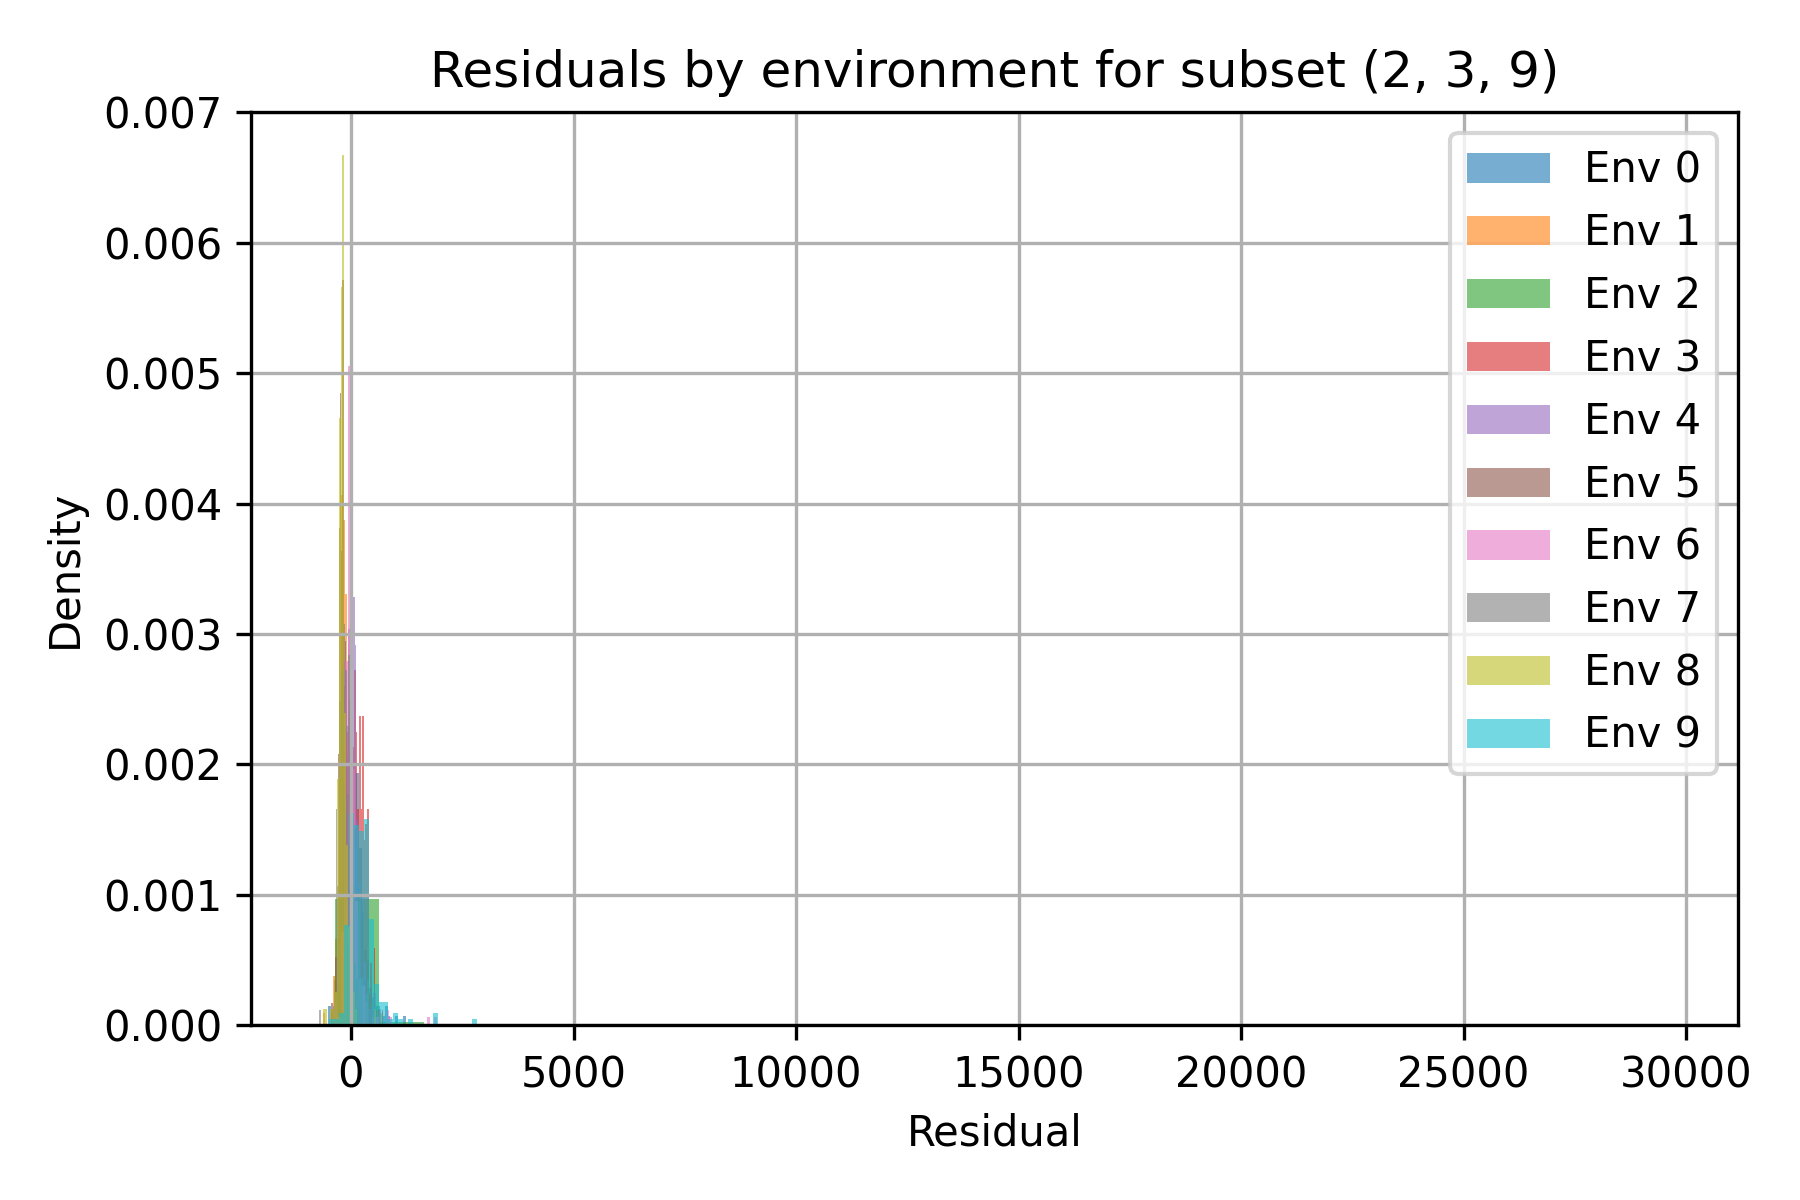 Residuals by environment for subset (2, 3, 9)
0.007
0.006
0.005
0.004
0.003
0.002
0.001
0.000
Density
0
5000
10000
15000
20000
25000
30000
Residual
Env 0
Env 1
Env 2
Env 3
Env 4
Env 5
Env 6
Env 7
Env 8
Env 9